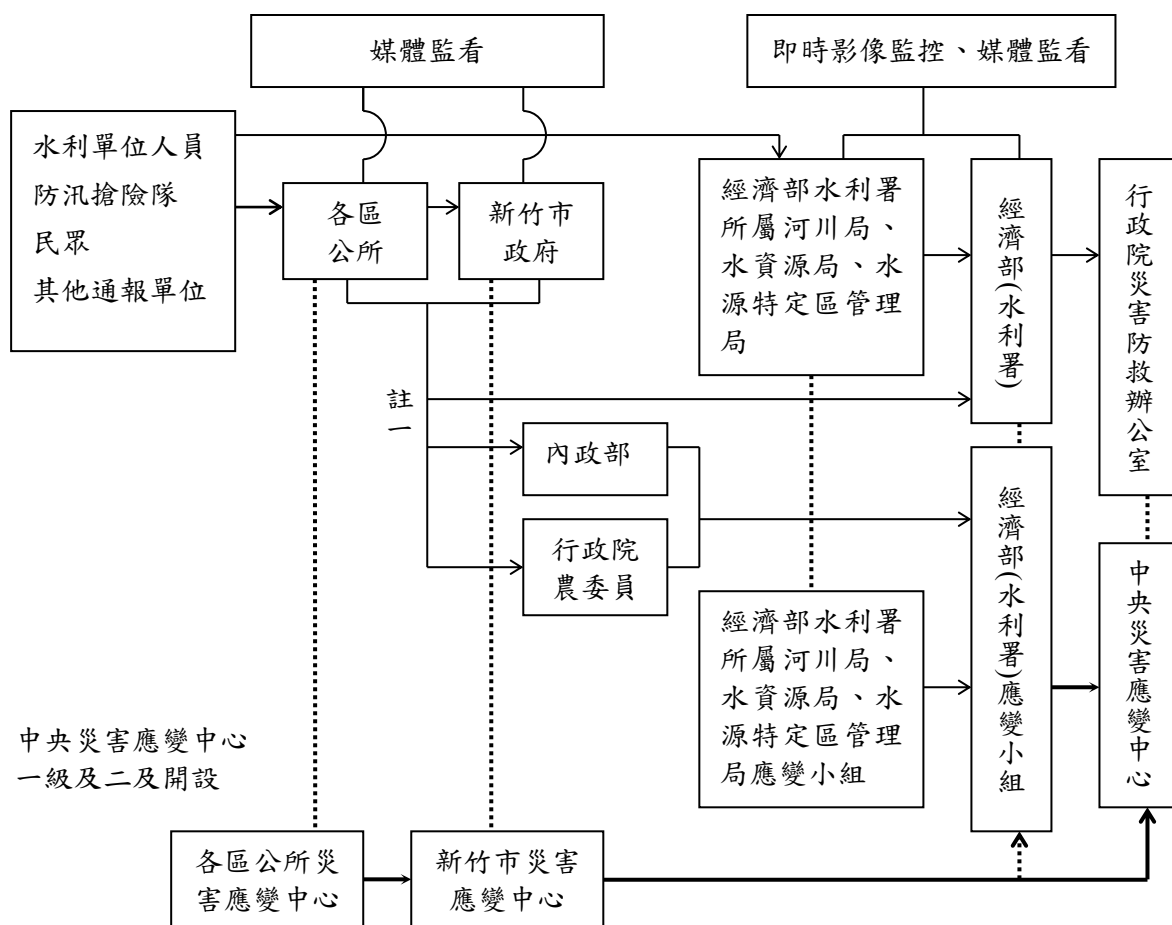 媒體監看
即時影像監控、媒體監看
水利單位人員
防汛搶險隊
民眾
其他通報單位
各區
公所
新竹市
政府
經濟部水利署
所屬河川局、
水資源局、水
源特定區管理
局
經濟部(水利署)
行政院災害防救辦公室
註一
內政部
行政院
農委員
經濟部水利署
所屬河川局、
水資源局、水
源特定區管理
局應變小組
經濟部(水利署)應變小組
中央災害應變中心
中央災害應變中心
一級及二及開設
各區公所災
害應變中心
新竹市災害
應變中心